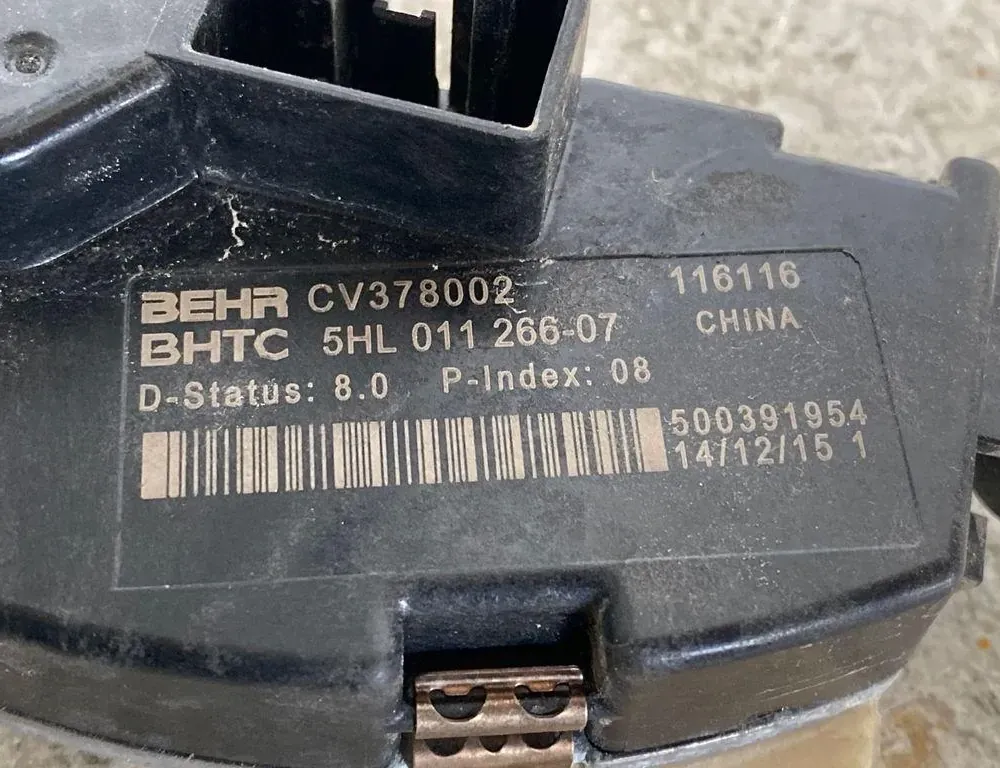 BEHR CV378002 116116
BHTC 5HL 011 266-07 CHINA
D-Status: 8.0 P-Index: 08
500391954
14/12/15 1